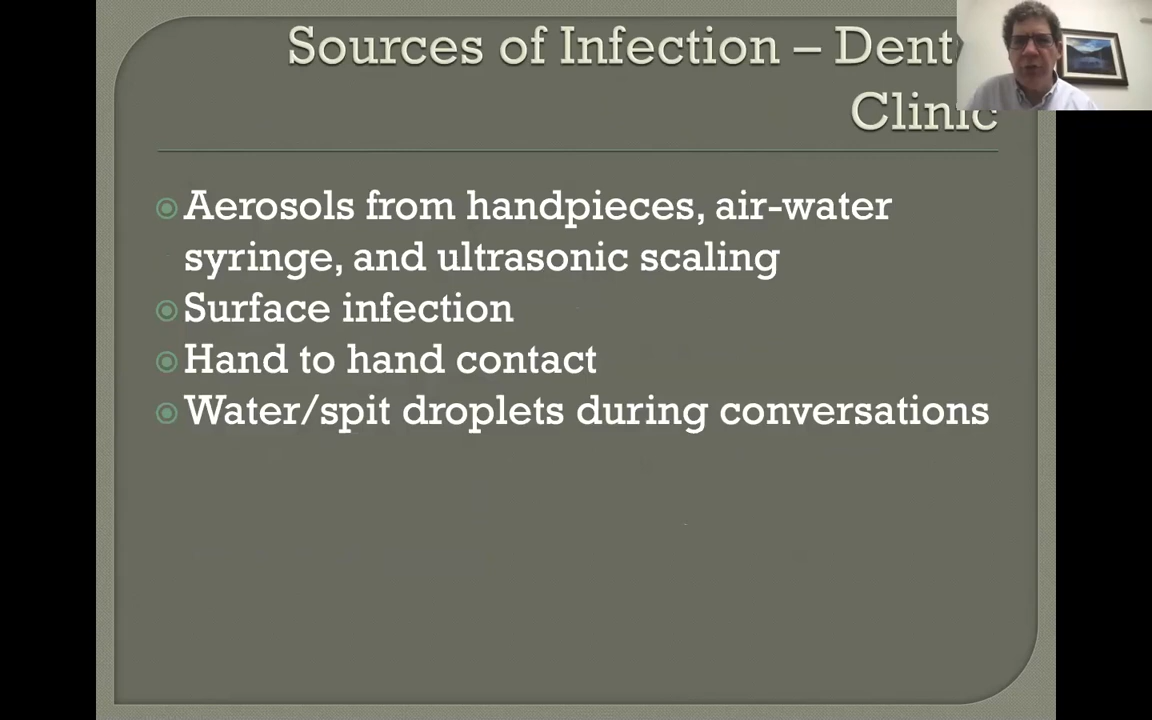 Sources of Infection –
Clinic
Aerosols from handpieces, air-water
syringe, and ultrasonic scaling
Surface infection
Hand to hand contact
Water/spit droplets during conversations